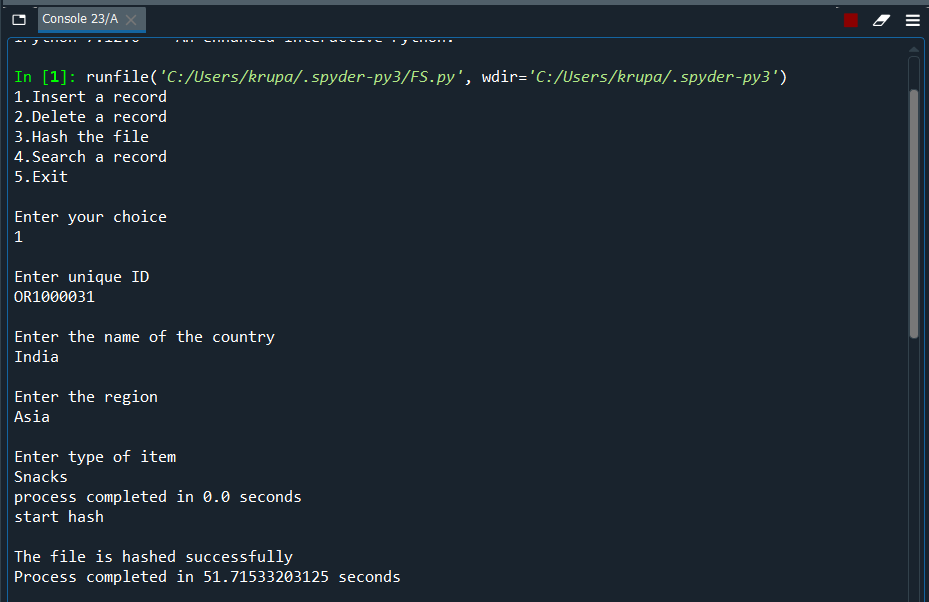 Console 23/A
In [1]: runfile('C:/Users/krupa/.spyder-py3/FS.py', wdir='C:/Users/krupa/.spyder-py3')
1.Insert a record
2.Delete a record
3.Hash the file
4.Search a record
5.Exit
Enter your choice
1
Enter unique ID
OR1000031
Enter the name of the country
India
Enter the region
Asia
Enter type of item
Snacks
process completed in 0.0 seconds
start hash
The file is hashed successfully
Process completed in 51.71533203125 seconds